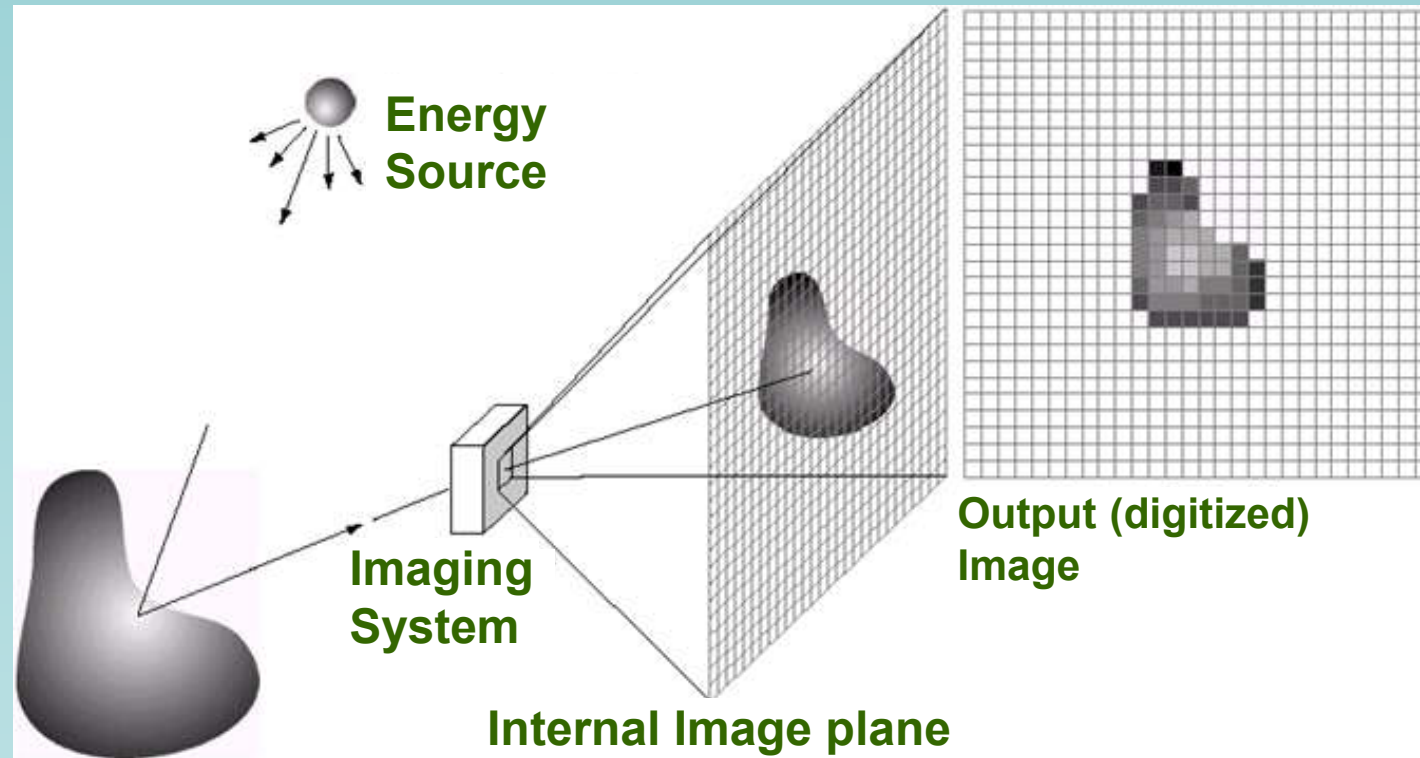 Energy
Source
Imaging
System
Output (digitized)
Image
Internal Image plane